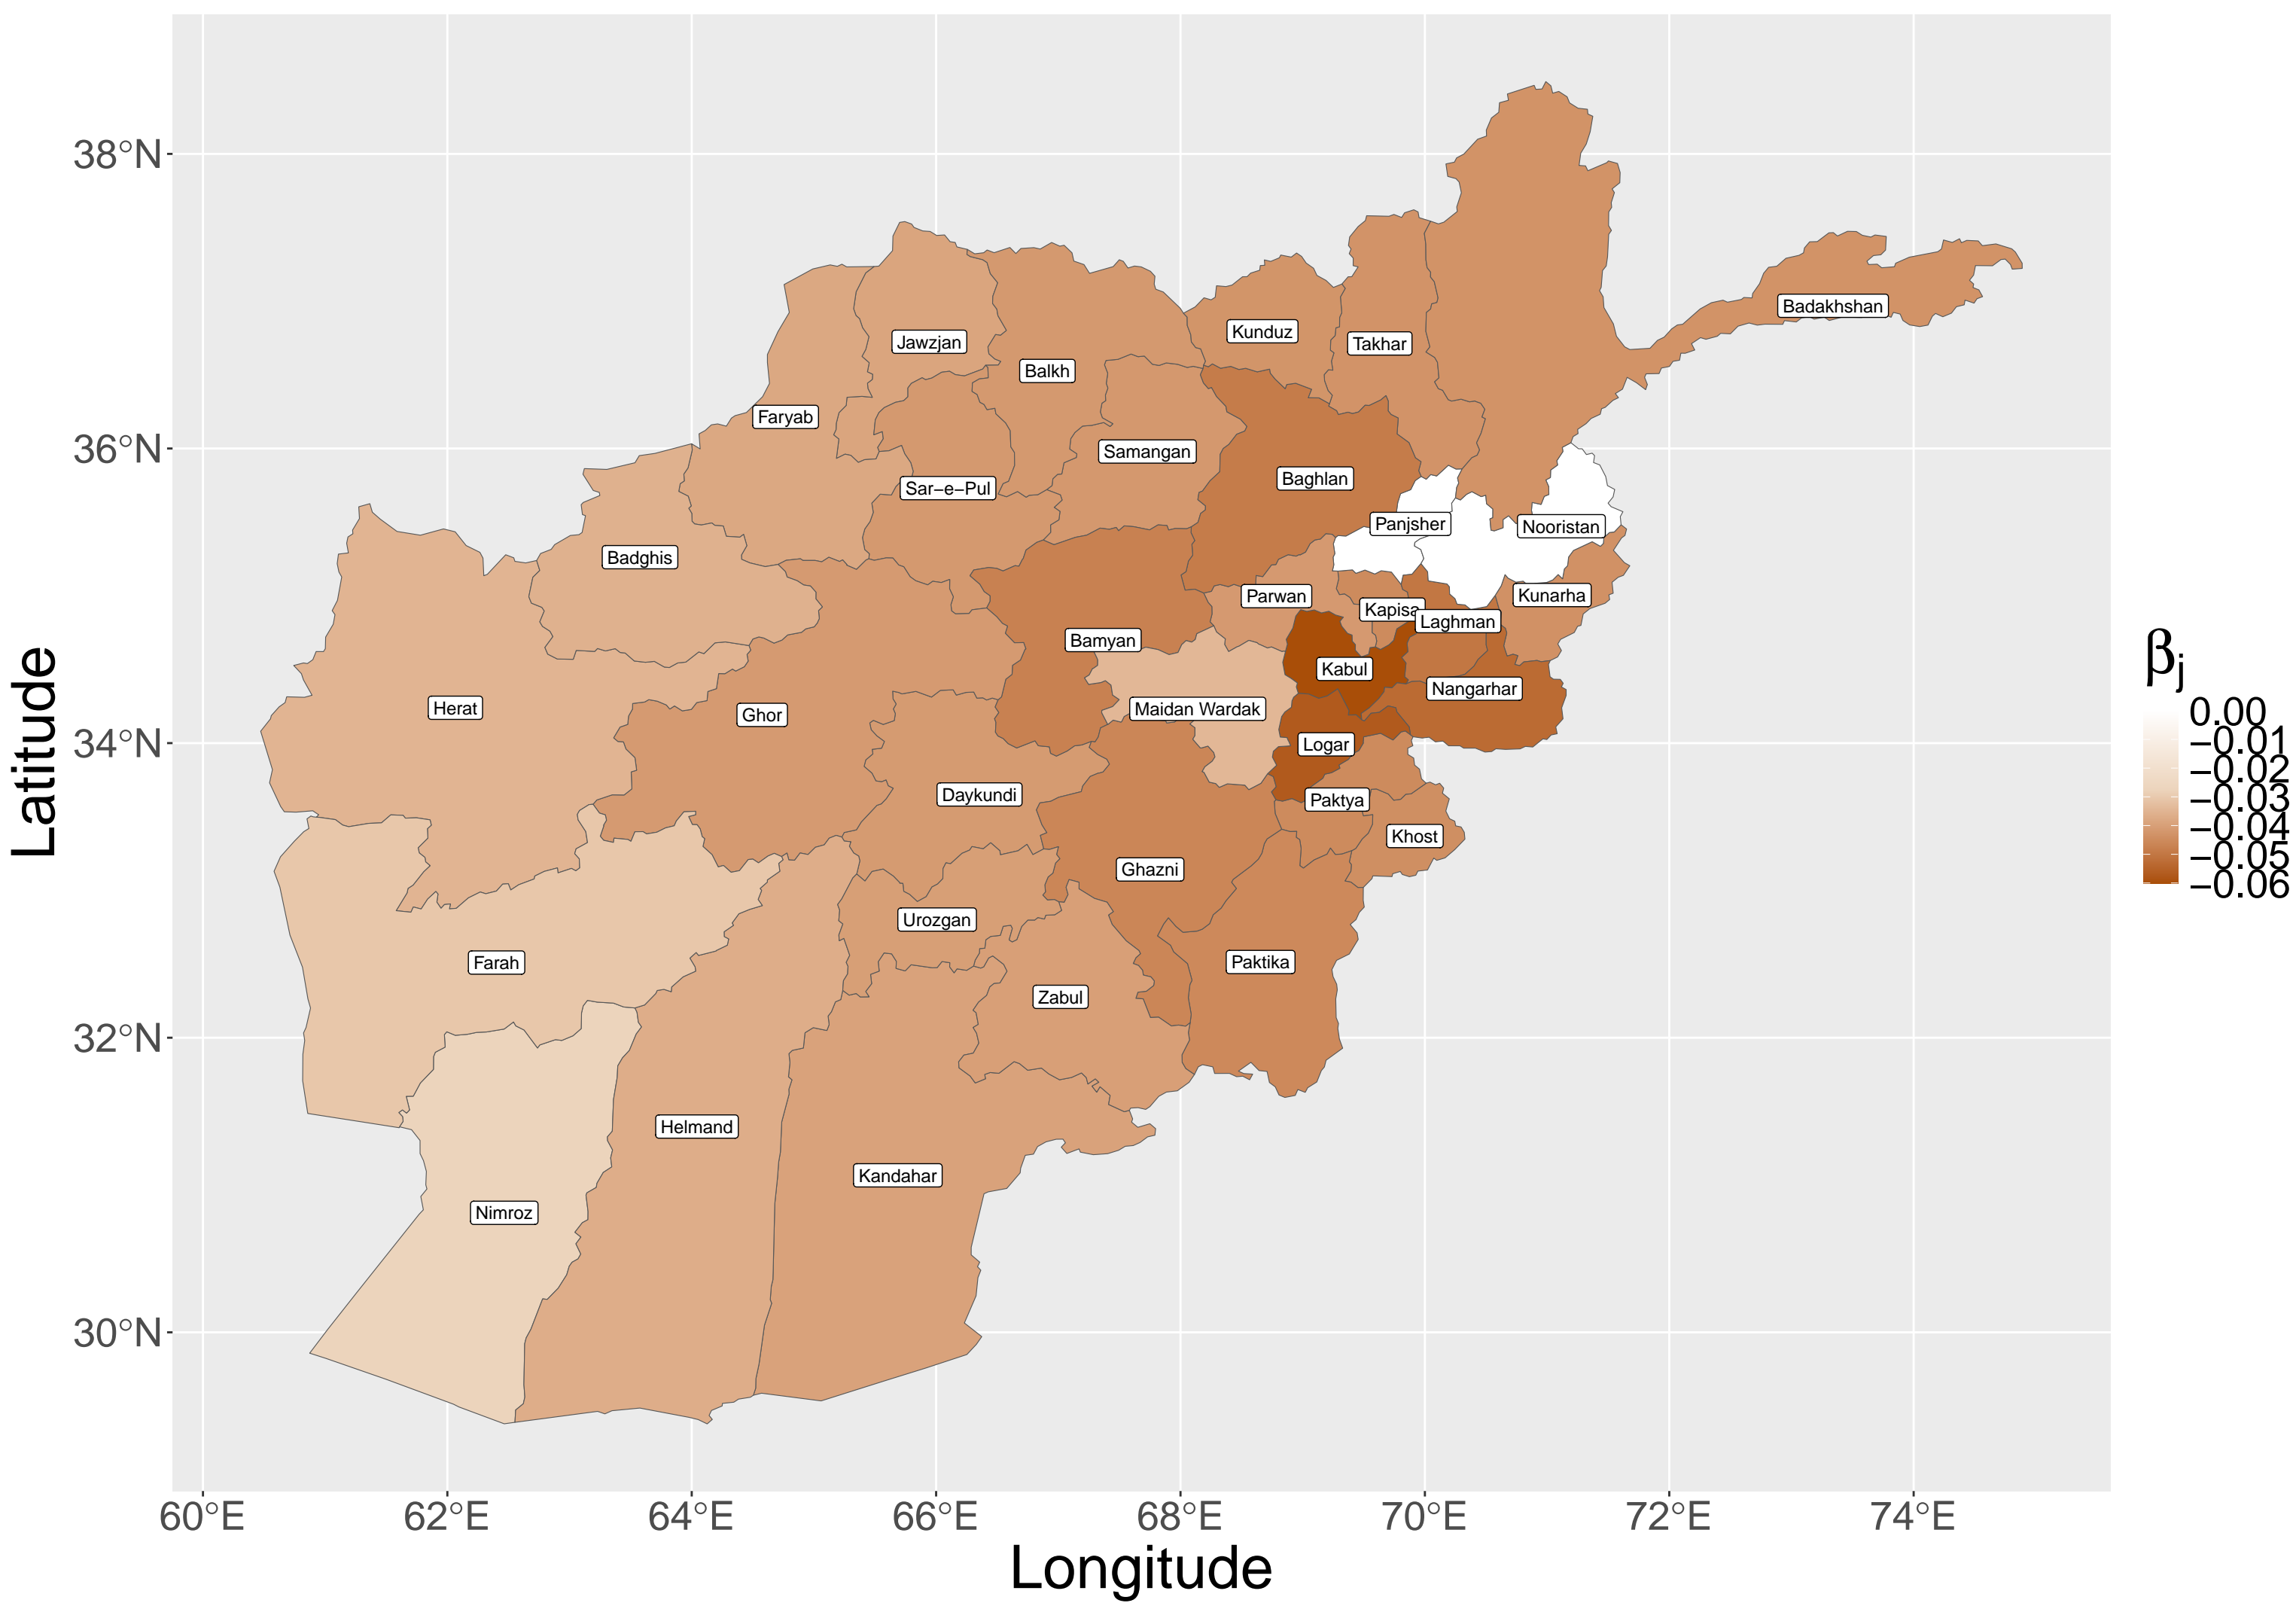 38°N
36°N
34°N
32°N
30°N
Latitude
60°E
62°E
64°E
66°E
68°E
70°E
72°E
74°E
Longitude
Badakhshan
Kunduz
Takhar
Jawzjan
Balkh
Faryab
Samangan
Baghlan
Sar−e−Pul
Panjsher
Nooristan
Badghis
Parwan
Kapisa
Kunarha
Laghman
Bamyan
Kabul
Nangarhar
Herat
Ghor
Maidan Wardak
Logar
Daykundi
Paktya
Khost
Ghazni
Urozgan
Farah
Paktika
Zabul
Helmand
Kandahar
Nimroz
βj
0.00
−0.01
−0.02
−0.03
−0.04
−0.05
−0.06